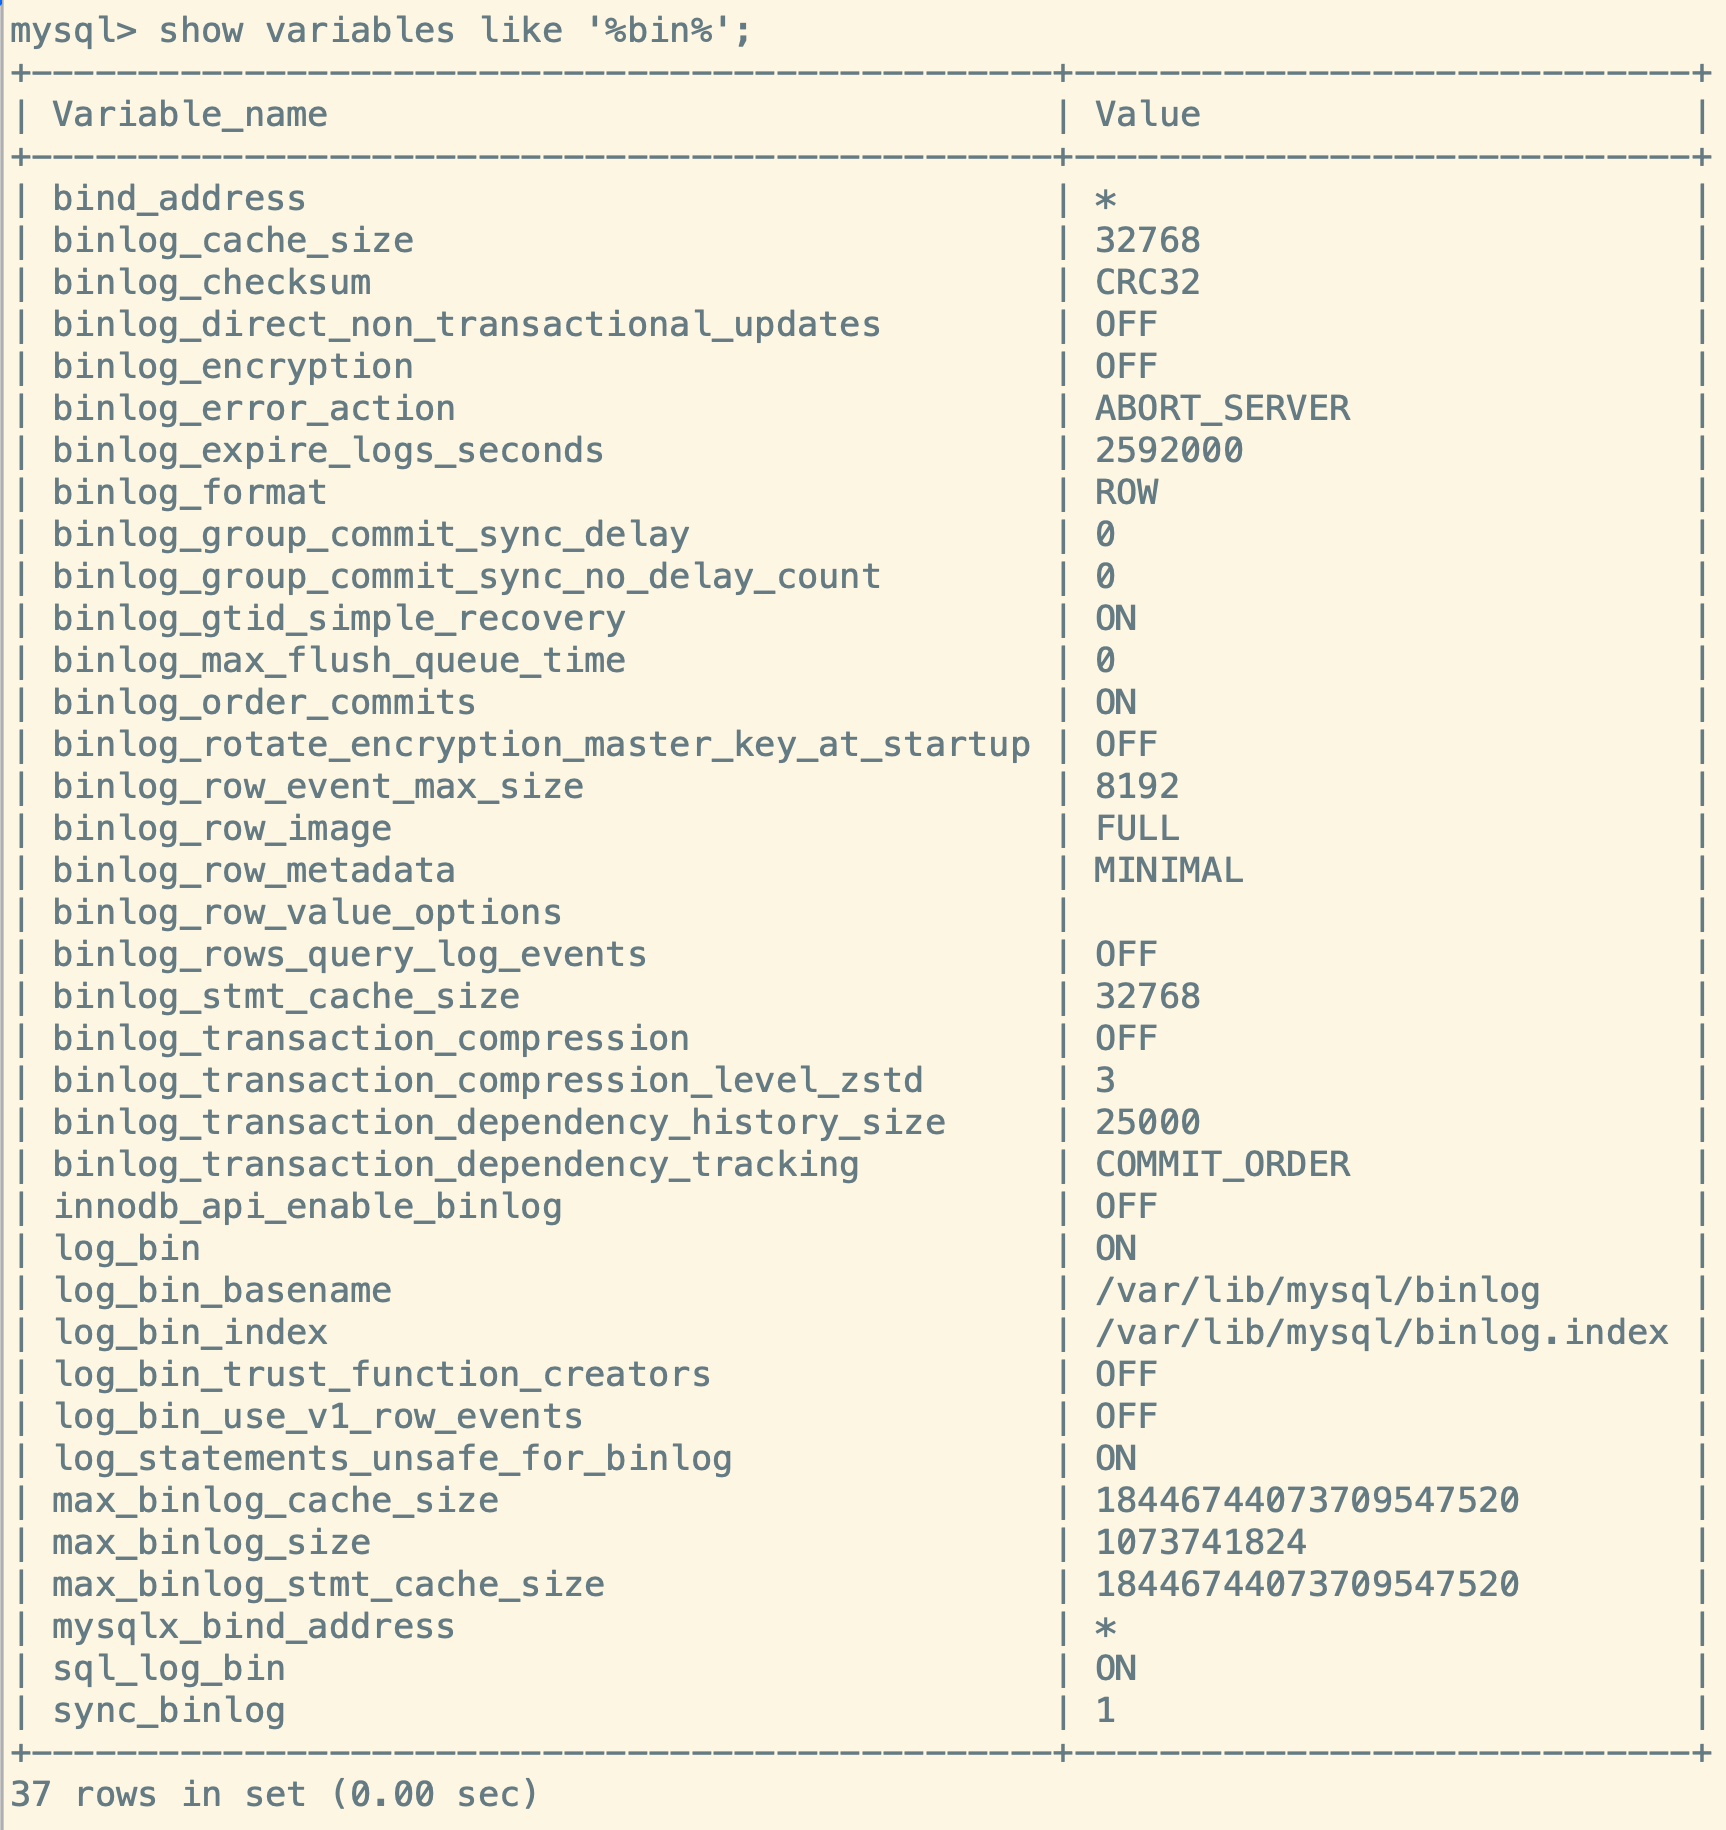 mysql> show variables like '%bin%';
+------------------------------------------------+-----------------------------+
| Variable_name                                  | Value                       |
+------------------------------------------------+-----------------------------+
| bind_address                                   | *                           |
| binlog_cache_size                              | 32768                       |
| binlog_checksum                                | CRC32                       |
| binlog_direct_non_transactional_updates        | OFF                         |
| binlog_encryption                              | OFF                         |
| binlog_error_action                            | ABORT_SERVER                |
| binlog_expire_logs_seconds                     | 2592000                     |
| binlog_format                                  | ROW                         |
| binlog_group_commit_sync_delay                 | 0                           |
| binlog_group_commit_sync_no_delay_count        | 0                           |
| binlog_gtid_simple_recovery                    | ON                          |
| binlog_max_flush_queue_time                    | 0                           |
| binlog_order_commits                           | ON                          |
| binlog_rotate_encryption_master_key_at_startup | OFF                         |
| binlog_row_event_max_size                      | 8192                        |
| binlog_row_image                               | FULL                        |
| binlog_row_metadata                            | MINIMAL                     |
| binlog_row_value_options                       |                             |
| binlog_rows_query_log_events                   | OFF                         |
| binlog_stmt_cache_size                         | 32768                       |
| binlog_transaction_compression                 | OFF                         |
| binlog_transaction_compression_level_zstd      | 3                           |
| binlog_transaction_dependency_history_size     | 25000                       |
| binlog_transaction_dependency_tracking         | COMMIT_ORDER                |
| innodb_api_enable_binlog                       | OFF                         |
| log_bin                                        | ON                          |
| log_bin_basename                               | /var/lib/mysql/binlog       |
| log_bin_index                                  | /var/lib/mysql/binlog.index |
| log_bin_trust_function_creators                | OFF                         |
| log_bin_use_v1_row_events                      | OFF                         |
| log_statements_unsafe_for_binlog               | ON                          |
| max_binlog_cache_size                          | 18446744073709547520        |
| max_binlog_size                                | 1073741824                  |
| max_binlog_stmt_cache_size                     | 18446744073709547520        |
| mysqlx_bind_address                            | *                           |
| sql_log_bin                                    | ON                          |
| sync_binlog                                    | 1                           |
+------------------------------------------------+-----------------------------+
37 rows in set (0.00 sec)